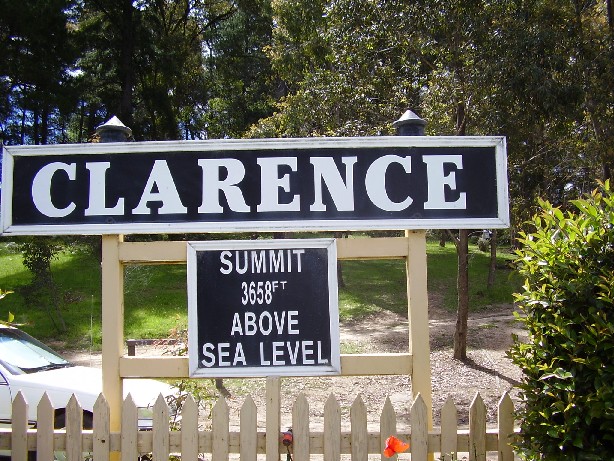 CLARENCE
SUMMIT
3658FT
ABOVE
SEA LEVEL